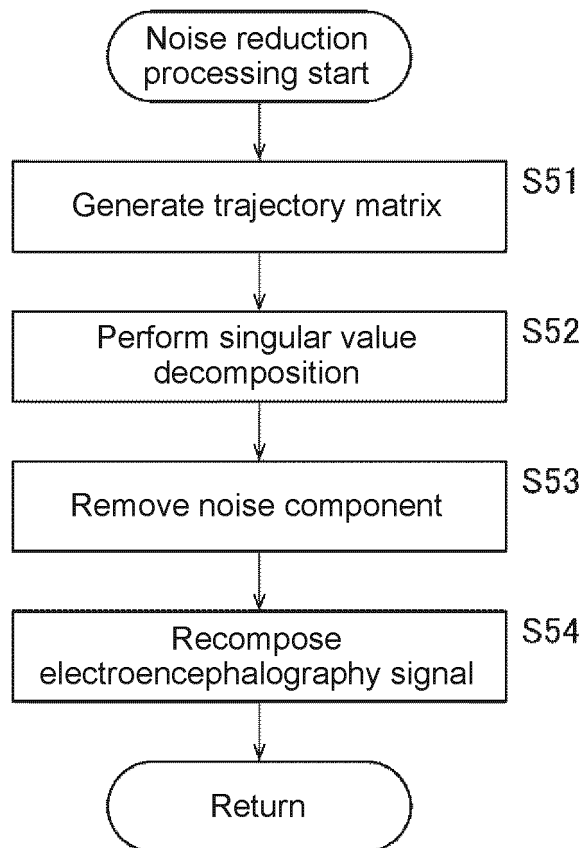 Noise reduction
processing start
S51
Generate trajectory matrix
S52
Perform singular value
decomposition
S53
Remove noise component
S54
Recompose
electroencephalography signal
Return